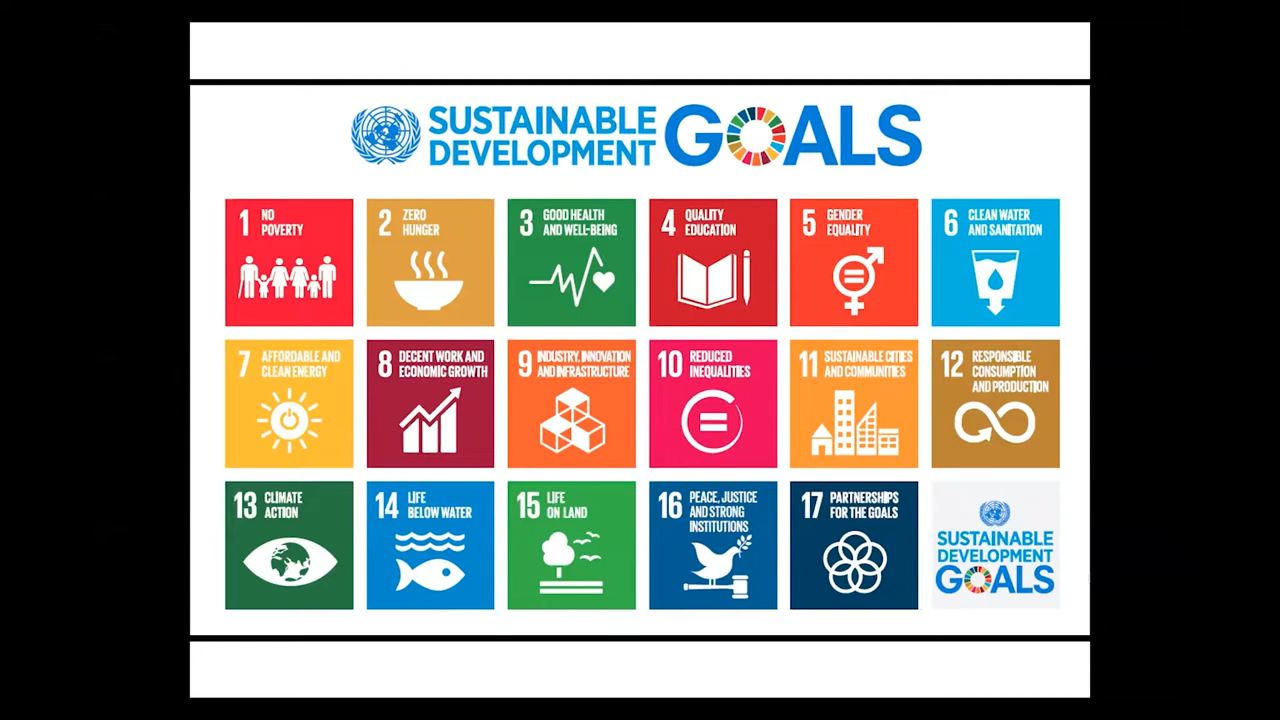 SUSTAINABLE
DEVELOPMENT
GOALS
1 NO
POVERTY
2 ZERO
HUNGER
3 GOOD HEALTH
AND WELL-BEING
4 QUALITY
EDUCATION
5 GENDER
EQUALITY
6 CLEAN WATER
AND SANITATION
7 AFFORDABLE AND
CLEAN ENERGY
8 DECENT WORK AND
ECONOMIC GROWTH
9 INDUSTRY, INNOVATION
AND INFRASTRUCTURE
10 REDUCED
INEQUALITIES
11 SUSTAINABLE CITIES
AND COMMUNITIES
12 RESPONSIBLE
CONSUMPTION
AND PRODUCTION
13 CLIMATE
ACTION
14 LIFE
BELOW WATER
15 LIFE
ON LAND
16 PEACE, JUSTICE
AND STRONG
INSTITUTIONS
17 PARTNERSHIPS
FOR THE GOALS
SUSTAINABLE
DEVELOPMENT
GOALS